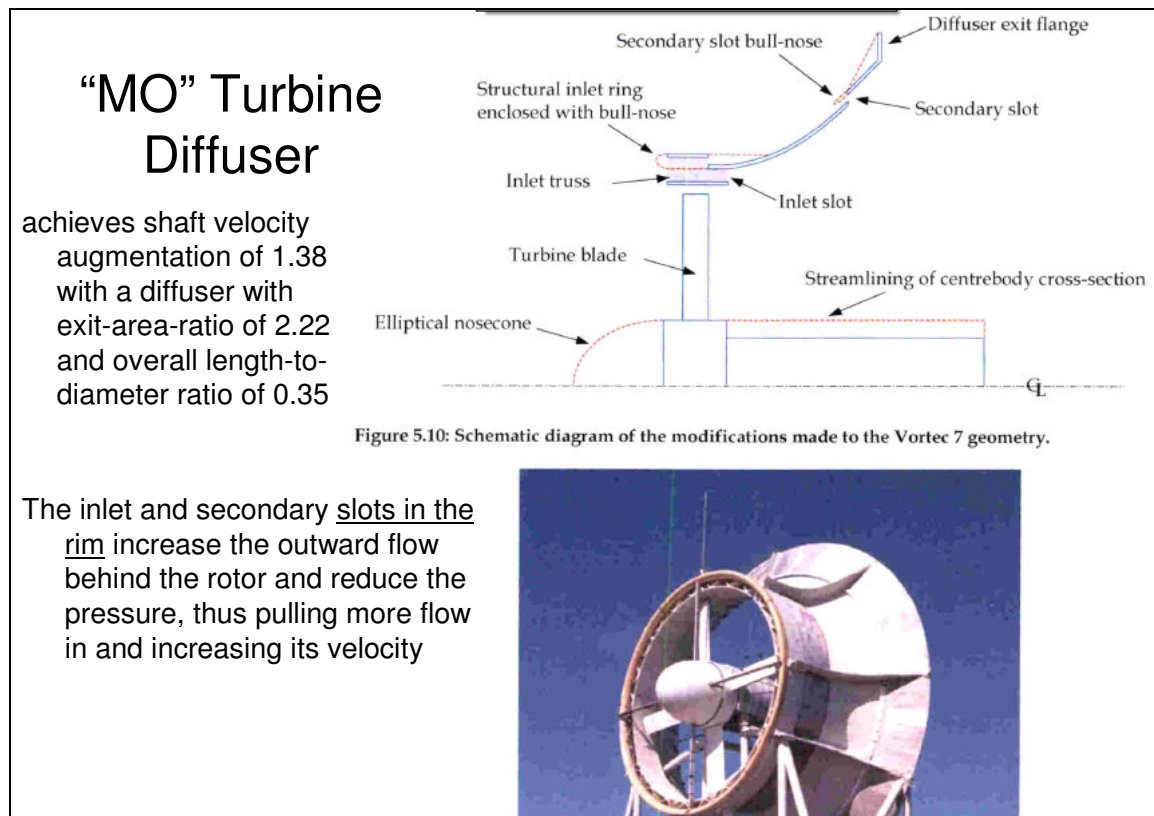 “MO” Turbine
Diffuser
achieves shaft velocity
augmentation of 1.38
with a diffuser with
exit-area-ratio of 2.22
and overall length-to-
diameter ratio of 0.35
The inlet and secondary slots in the
rim increase the outward flow
behind the rotor and reduce the
pressure, thus pulling more flow
in and increasing its velocity
Diffuser exit flange
Secondary slot bull-nose
Secondary slot
Structural inlet ring
enclosed with bull-nose
Inlet truss
Inlet slot
Turbine blade
Streamlining of centrebody cross-section
Elliptical nosecone
CL
Figure 5.10: Schematic diagram of the modifications made to the Vortec 7 geometry.